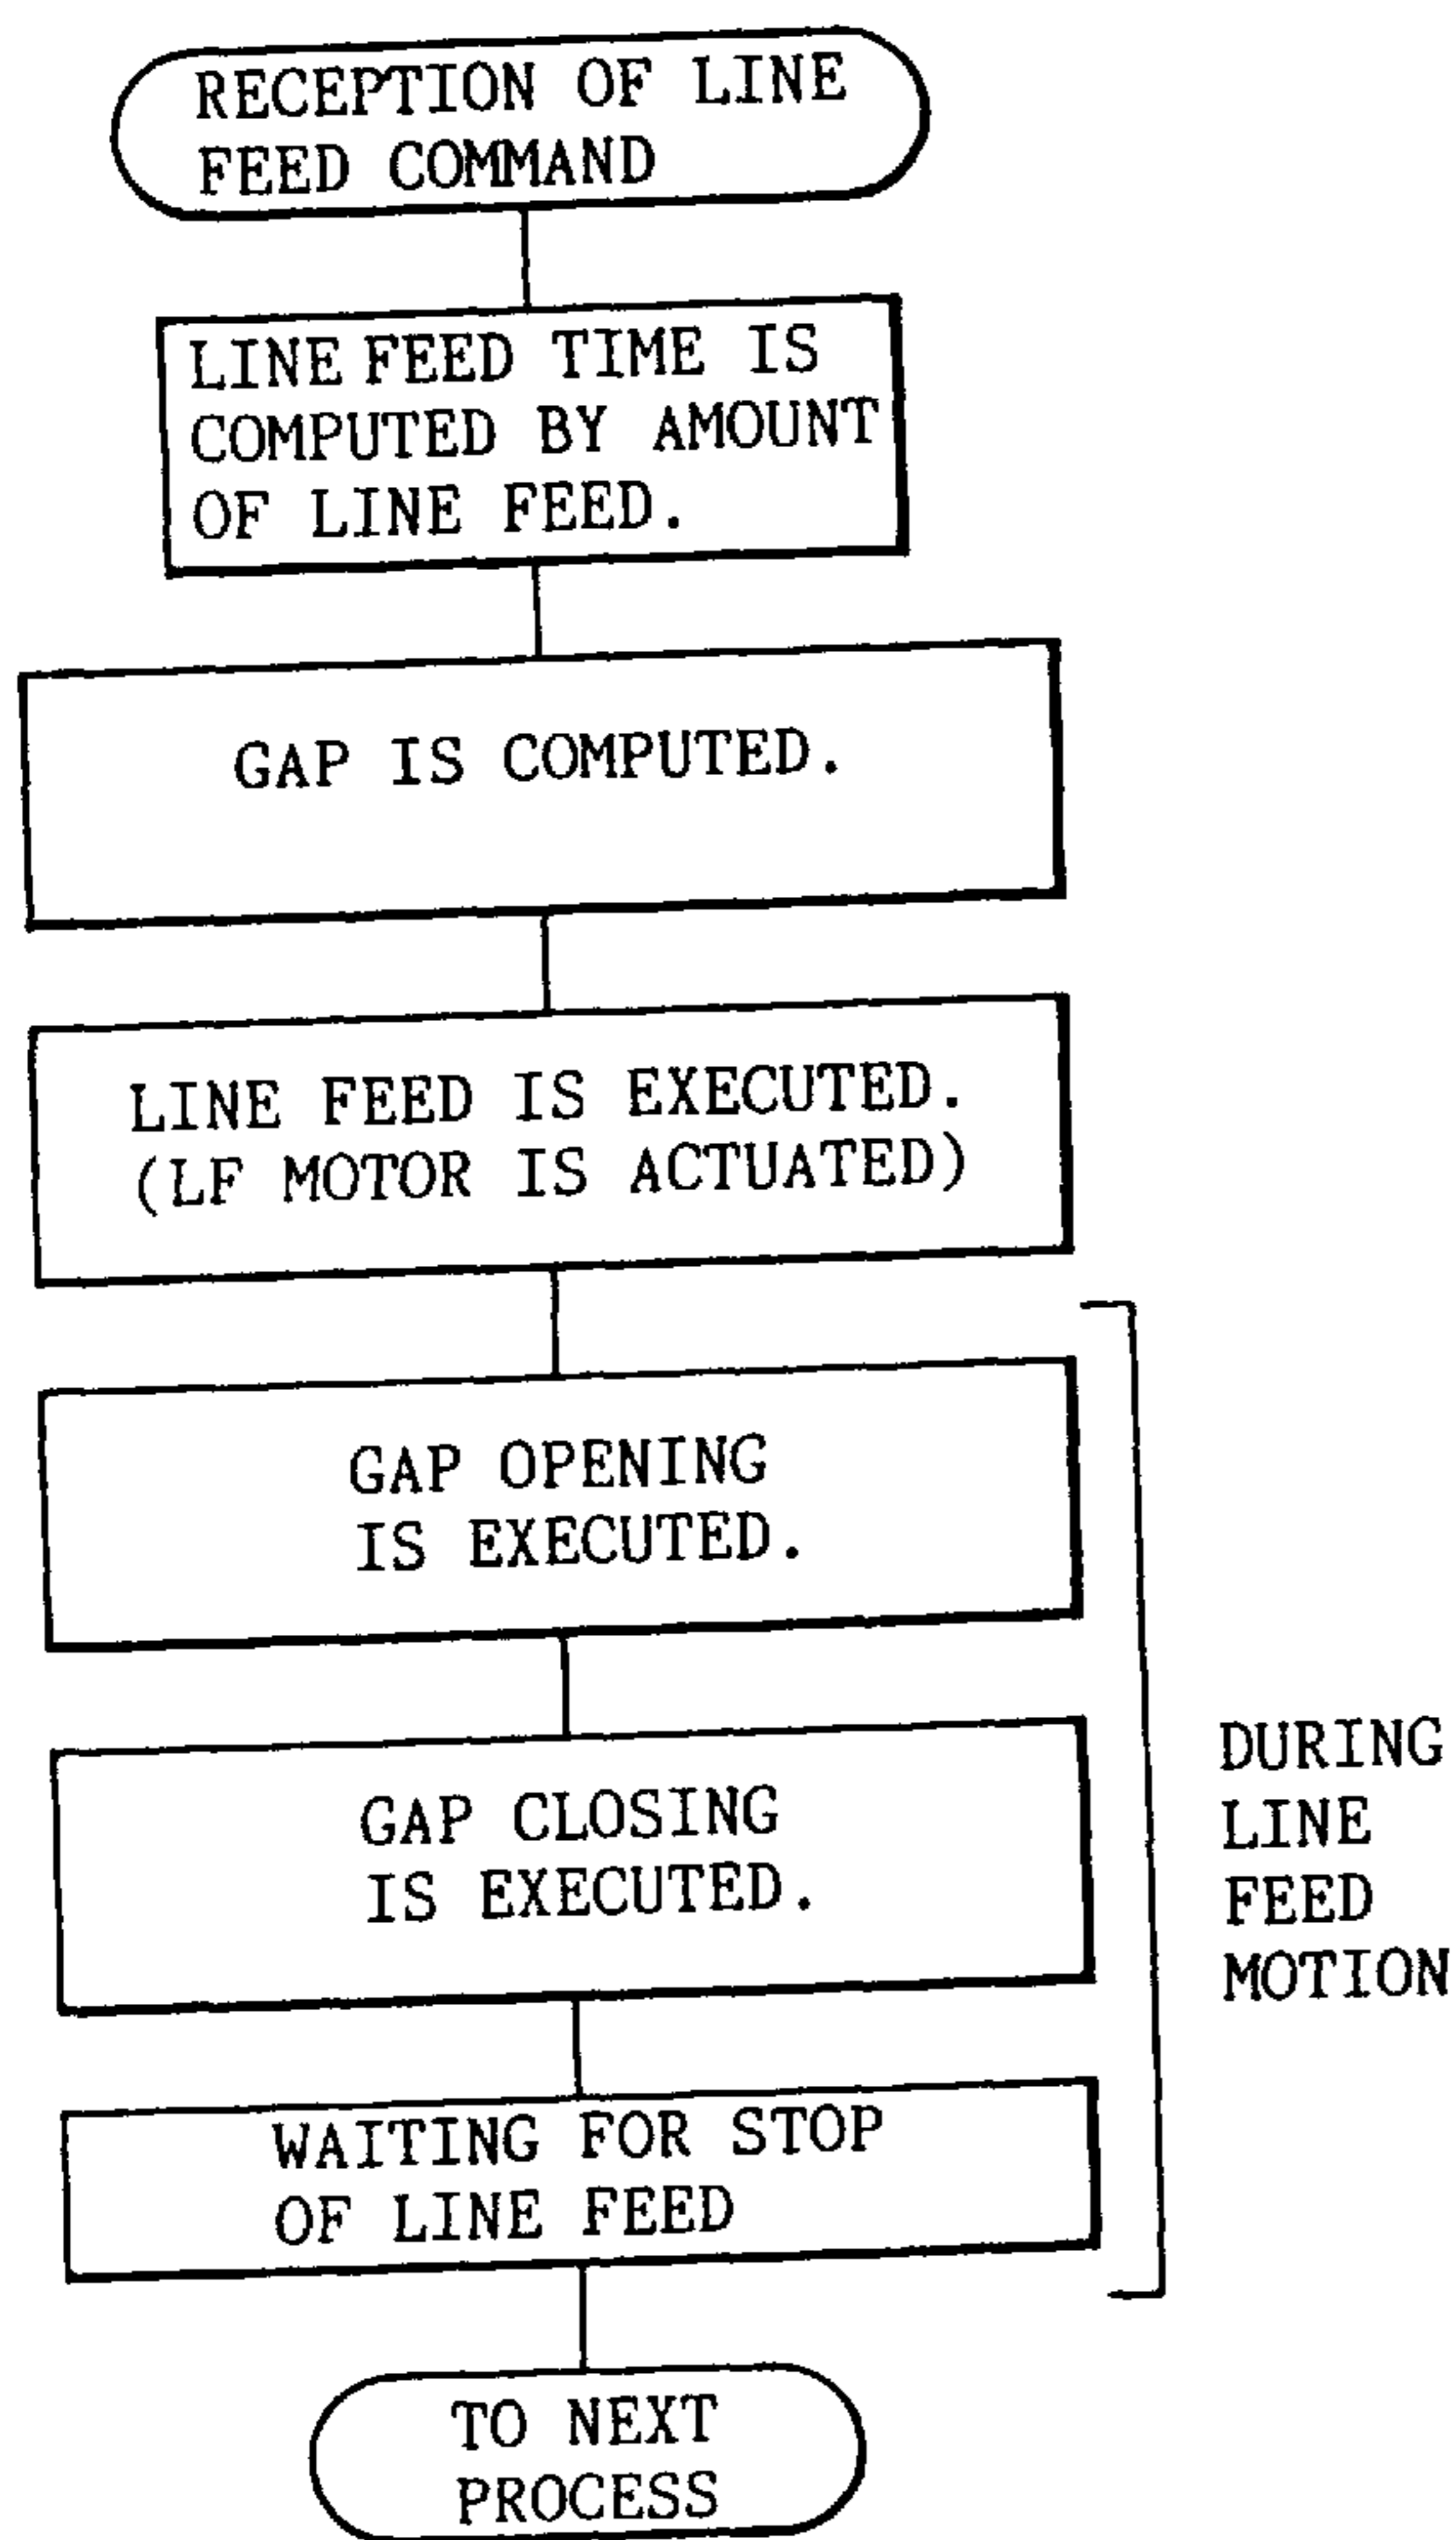 RECEPTION OF LINE
FEED COMMAND
LINE FEED TIME IS
COMPUTED BY AMOUNT
OF LINE FEED.
GAP IS COMPUTED.
LINE FEED IS EXECUTED.
(LF MOTOR IS ACTUATED)
GAP OPENING
IS EXECUTED.
GAP CLOSING
IS EXECUTED.
DURING
LINE
FEED
MOTION
WAITING FOR STOP
OF LINE FEED
TO NEXT
PROCESS